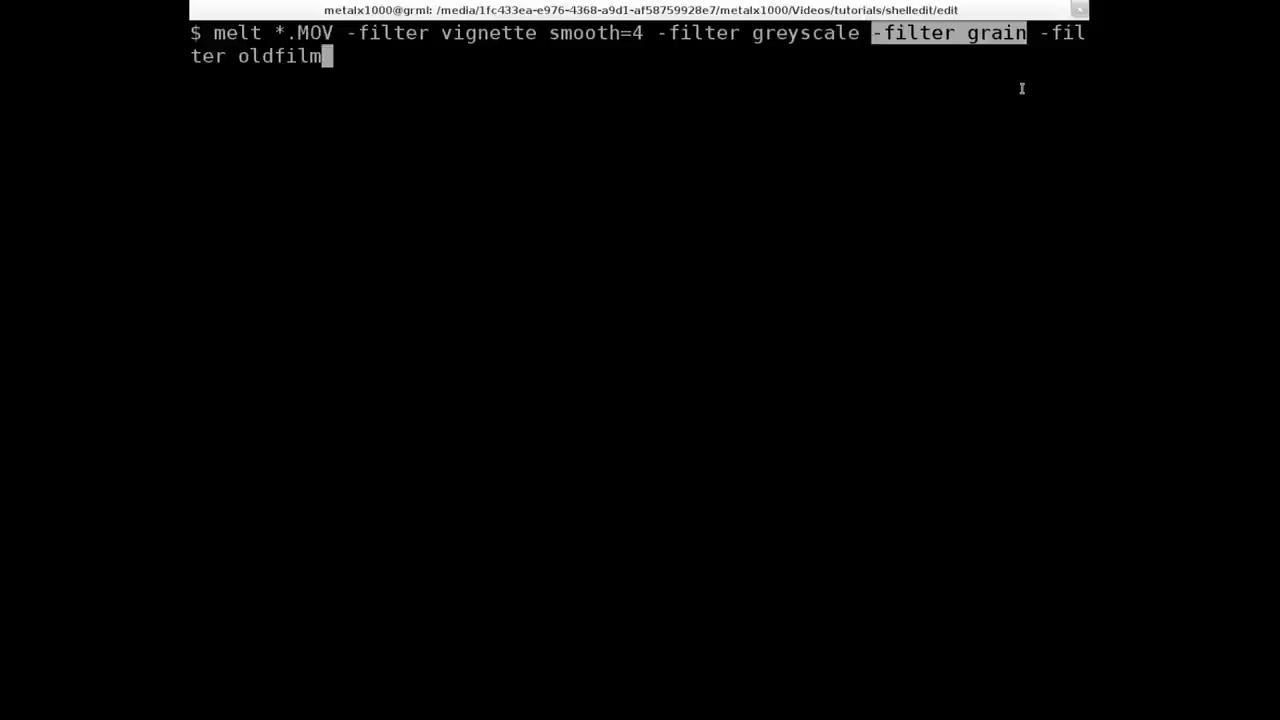 metalx1000@grml: /media/1fc433ea-e976-4368-a9d1-af58759928e7/metalx1000/Videos/tutorials/shelledit/edit
$ melt *.MOV -filter vignette smooth=4 -filter greyscale -filter grain -fil
ter oldfilm